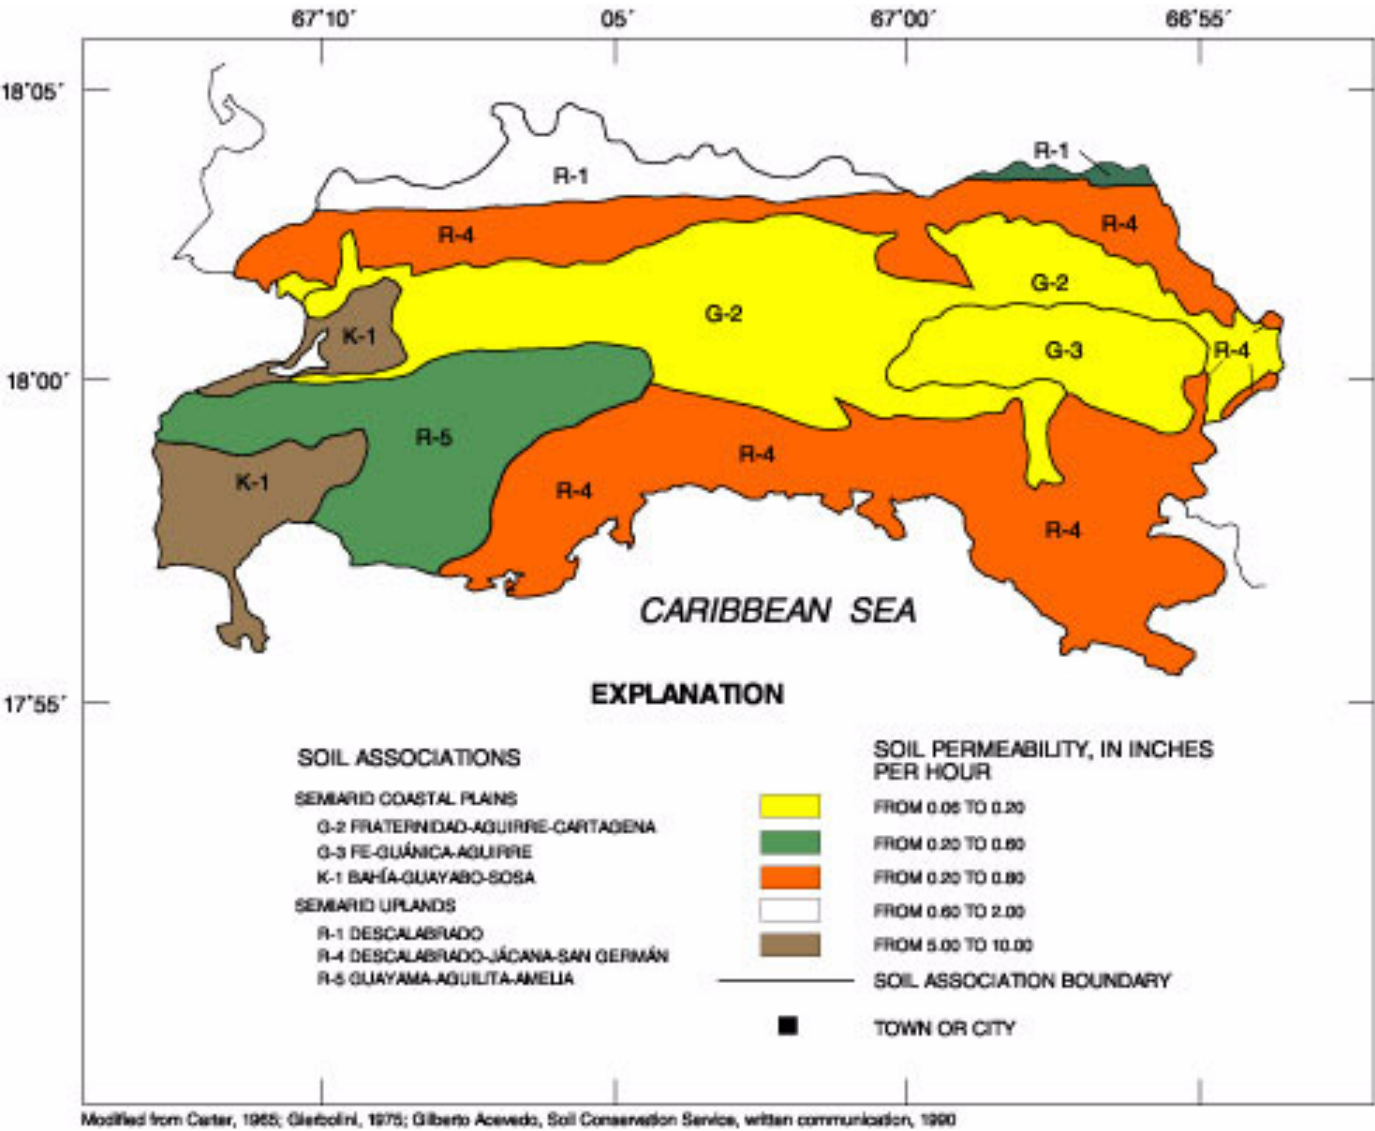 67°10′ 05′ 67°00′ 66°55′
18°05′
R-1
R-1
R-4
R-4
G-2
G-2
K-1
G-3
R-4
18°00′
R-5
R-4
K-1
R-4
R-4
CARIBBEAN SEA
EXPLANATION
17°55′
SOIL ASSOCIATIONS
SEMIARID COASTAL PLAINS
G-2 FRATERNIDAD-AGUIRRE-CARTAGENA
G-3 FE-GUÁNICA-AGUIRRE
K-1 BAHÍA-GUAYABO-SOSA
SEMIARID UPLANDS
R-1 DESCALABRADO
R-4 DESCALABRADO-JÁCANA-SAN GERMÁN
R-5 GUAYAMA-AGUILITA-AMELIA
SOIL PERMEABILITY, IN INCHES
PER HOUR
FROM 0.06 TO 0.20
FROM 0.20 TO 0.60
FROM 0.20 TO 0.80
FROM 0.60 TO 2.00
FROM 5.00 TO 10.00
SOIL ASSOCIATION BOUNDARY
TOWN OR CITY
Modified from Carter, 1965; Gierbolini, 1975; Gilberto Acevedo, Soil Conservation Service, written communication, 1990